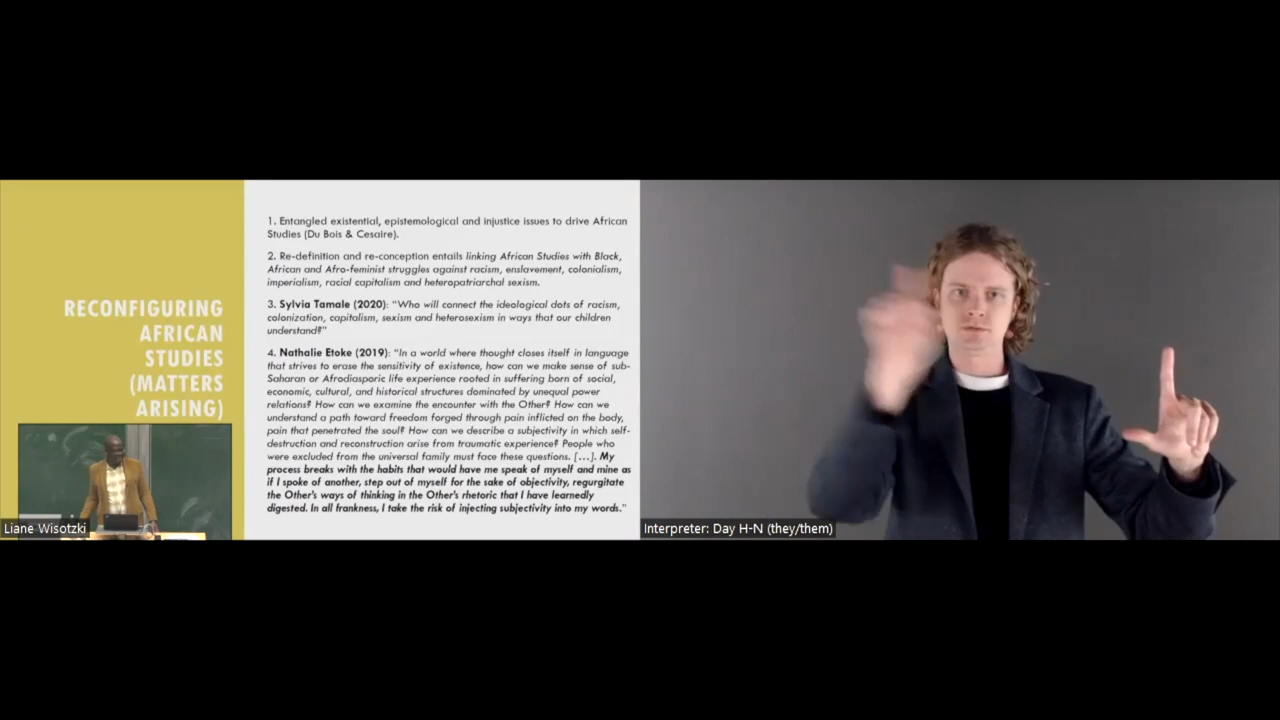 RECONFIGURING
AFRICAN
STUDIES
(MATTERS
ARISING)
Liane Wisotzki
1. Entangled existential, epistemological and injustice issues to drive African
Studies (Du Bois & Cesaire).
2. Re-definition and re-conception entails linking African Studies with Black,
African and Afro-feminist struggles against racism, enslavement, colonialism,
imperialism, racial capitalism and heteropatriarchal sexism.
3. Sylvia Tamale (2020): “Who will connect the ideological dots of racism,
colonization, capitalism, sexism and heterosexism in ways that our children
understand?”
4. Nathalie Etoke (2019): “In a world where thought closes itself in language
that strives to erase the sensitivity of existence, how can we make sense of sub-
Saharan or Afrodiasporic life experience rooted in suffering born of social,
economic, cultural, and historical structures dominated by unequal power
relations? How can we examine the encounter with the Other? How can we
understand a path toward freedom forged through pain inflicted on the body,
pain that penetrated the soul? How can we describe a subjectivity in which self-
destruction and reconstruction arise from traumatic experience? People who
were excluded from the universal family must face these questions. [...]. My
process breaks with the habits that would have me speak of myself and mine as
if I spoke of another, step out of myself for the sake of objectivity, regurgitate
the Other's ways of thinking in the Other's rhetoric that I have learnedly
digested. In all frankness, I take the risk of injecting subjectivity into my words.”
Interpreter: Day H-N (they/them)